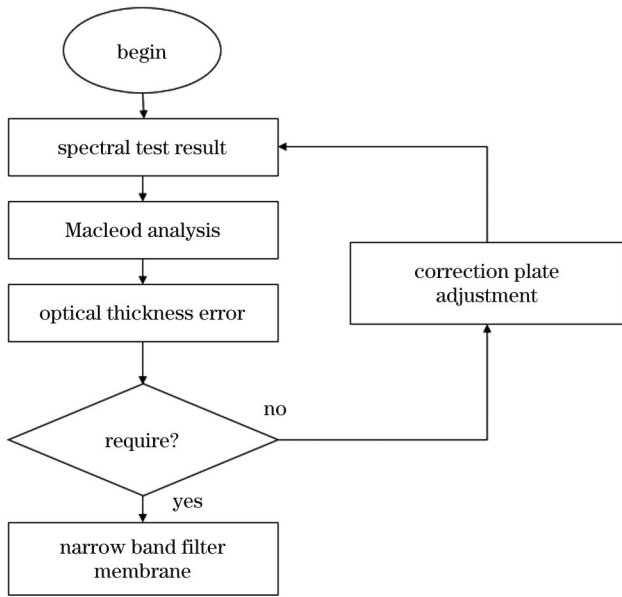 begin
spectral test result
Macleod analysis
correction plate
adjustment
optical thickness error
no
require?
yes
narrow band filter
membrane